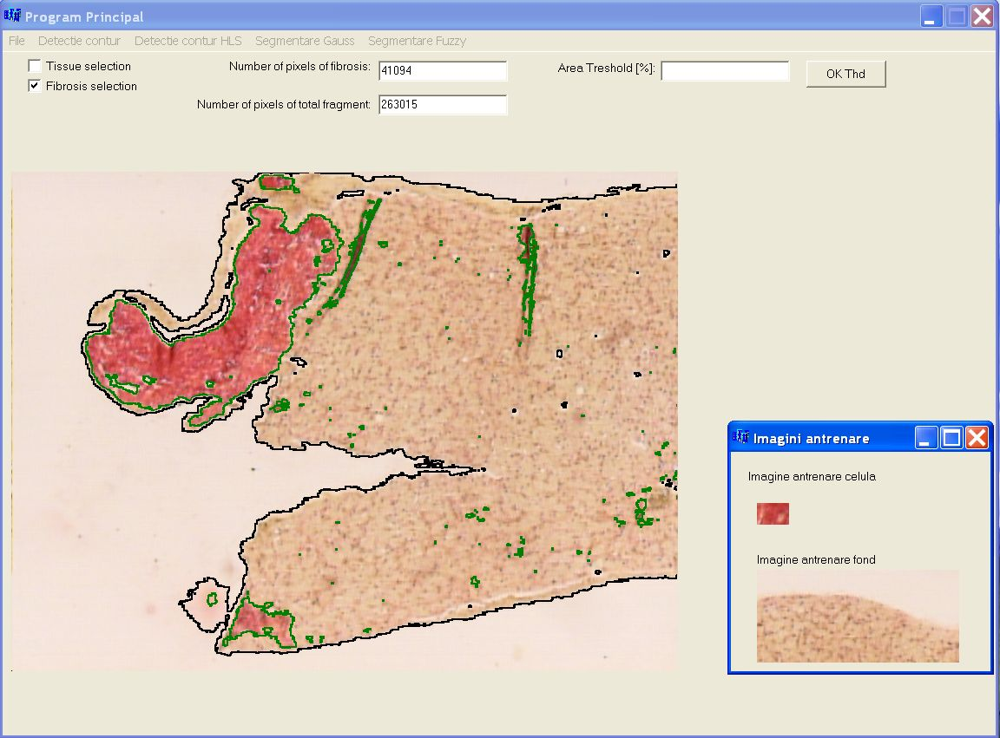 Program Principal
File Detectie contur Detectie contur HLS Segmentare Gauss Segmentare Fuzzy
Tissue selection
Fibrosis selection
Number of pixels of fibrosis: 41094
Number of pixels of total fragment: 263015
Area Treshold [%]:
OK Thd
Imagini antrenare
Imagine antrenare celula
Imagine antrenare fond